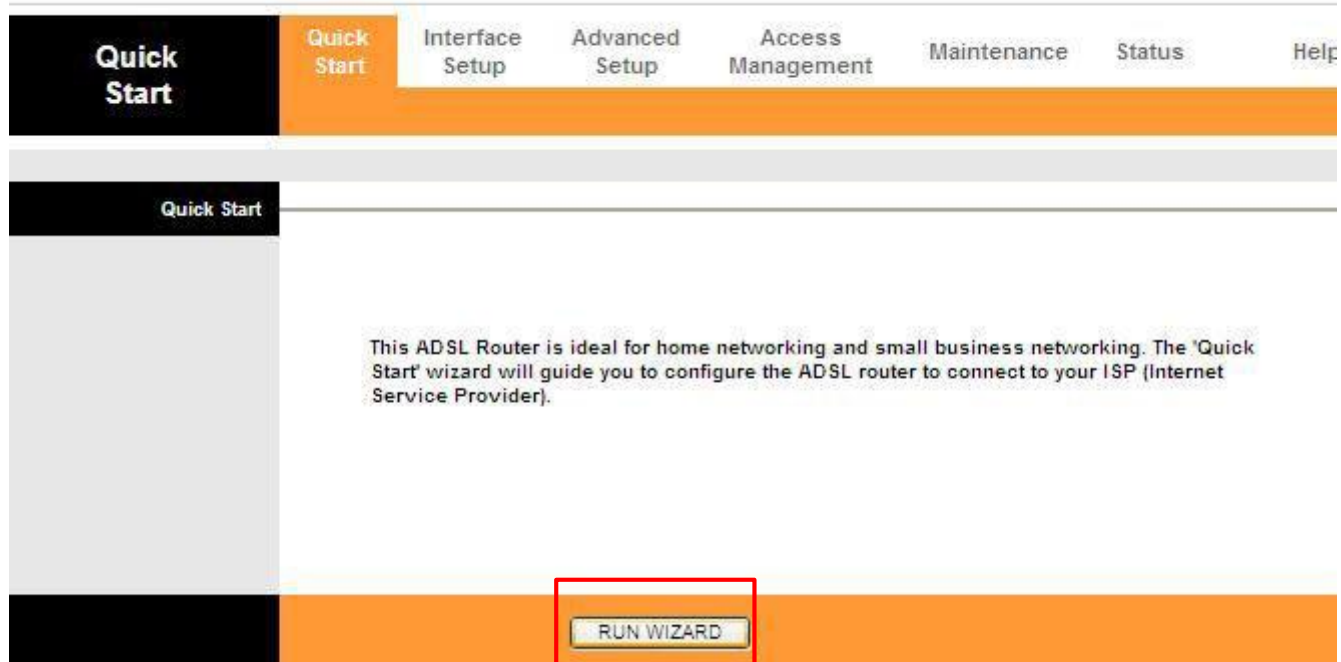 Quick
Start
Quick
Start
Interface
Setup
Advanced
Setup
Access
Management
Maintenance
Status
Help
Quick Start
This ADSL Router is ideal for home networking and small business networking. The 'Quick
Start' wizard will guide you to configure the ADSL router to connect to your ISP (Internet
Service Provider).
RUN WIZARD